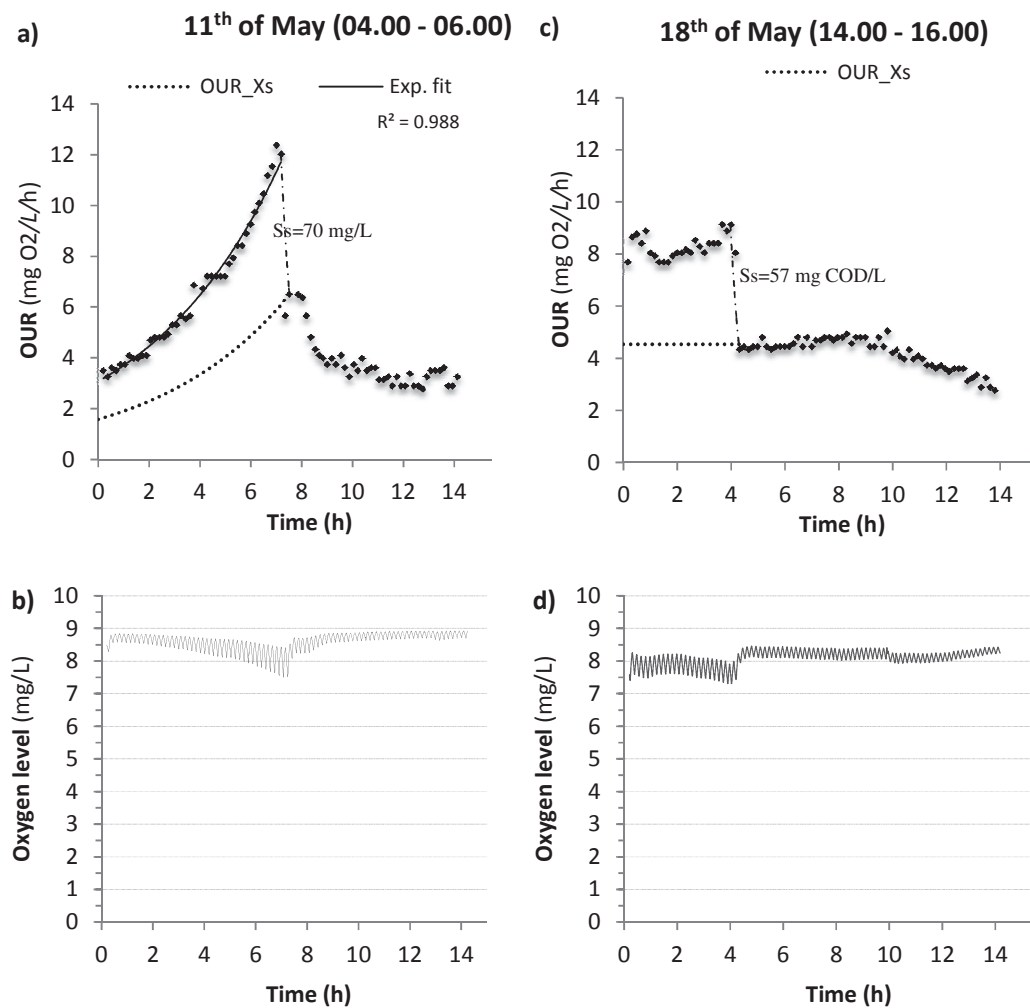 a)
11th of May (04.00 - 06.00)
OUR_Xs
Exp. fit
R² = 0.988
14
12
10
8
6
4
2
0
OUR (mg O2/L/h)
Ss=70 mg/L
0 2 4 6 8 10 12 14
Time (h)
c)
18th of May (14.00 - 16.00)
OUR_Xs
14
12
10
8
6
4
2
0
OUR (mg O2/L/h)
Ss=57 mg COD/L
0 2 4 6 8 10 12 14
Time (h)
b)
10
9
8
7
6
5
4
3
2
1
0
Oxygen level (mg/L)
0 2 4 6 8 10 12 14
Time (h)
d)
10
9
8
7
6
5
4
3
2
1
0
Oxygen level (mg/L)
0 2 4 6 8 10 12 14
Time (h)